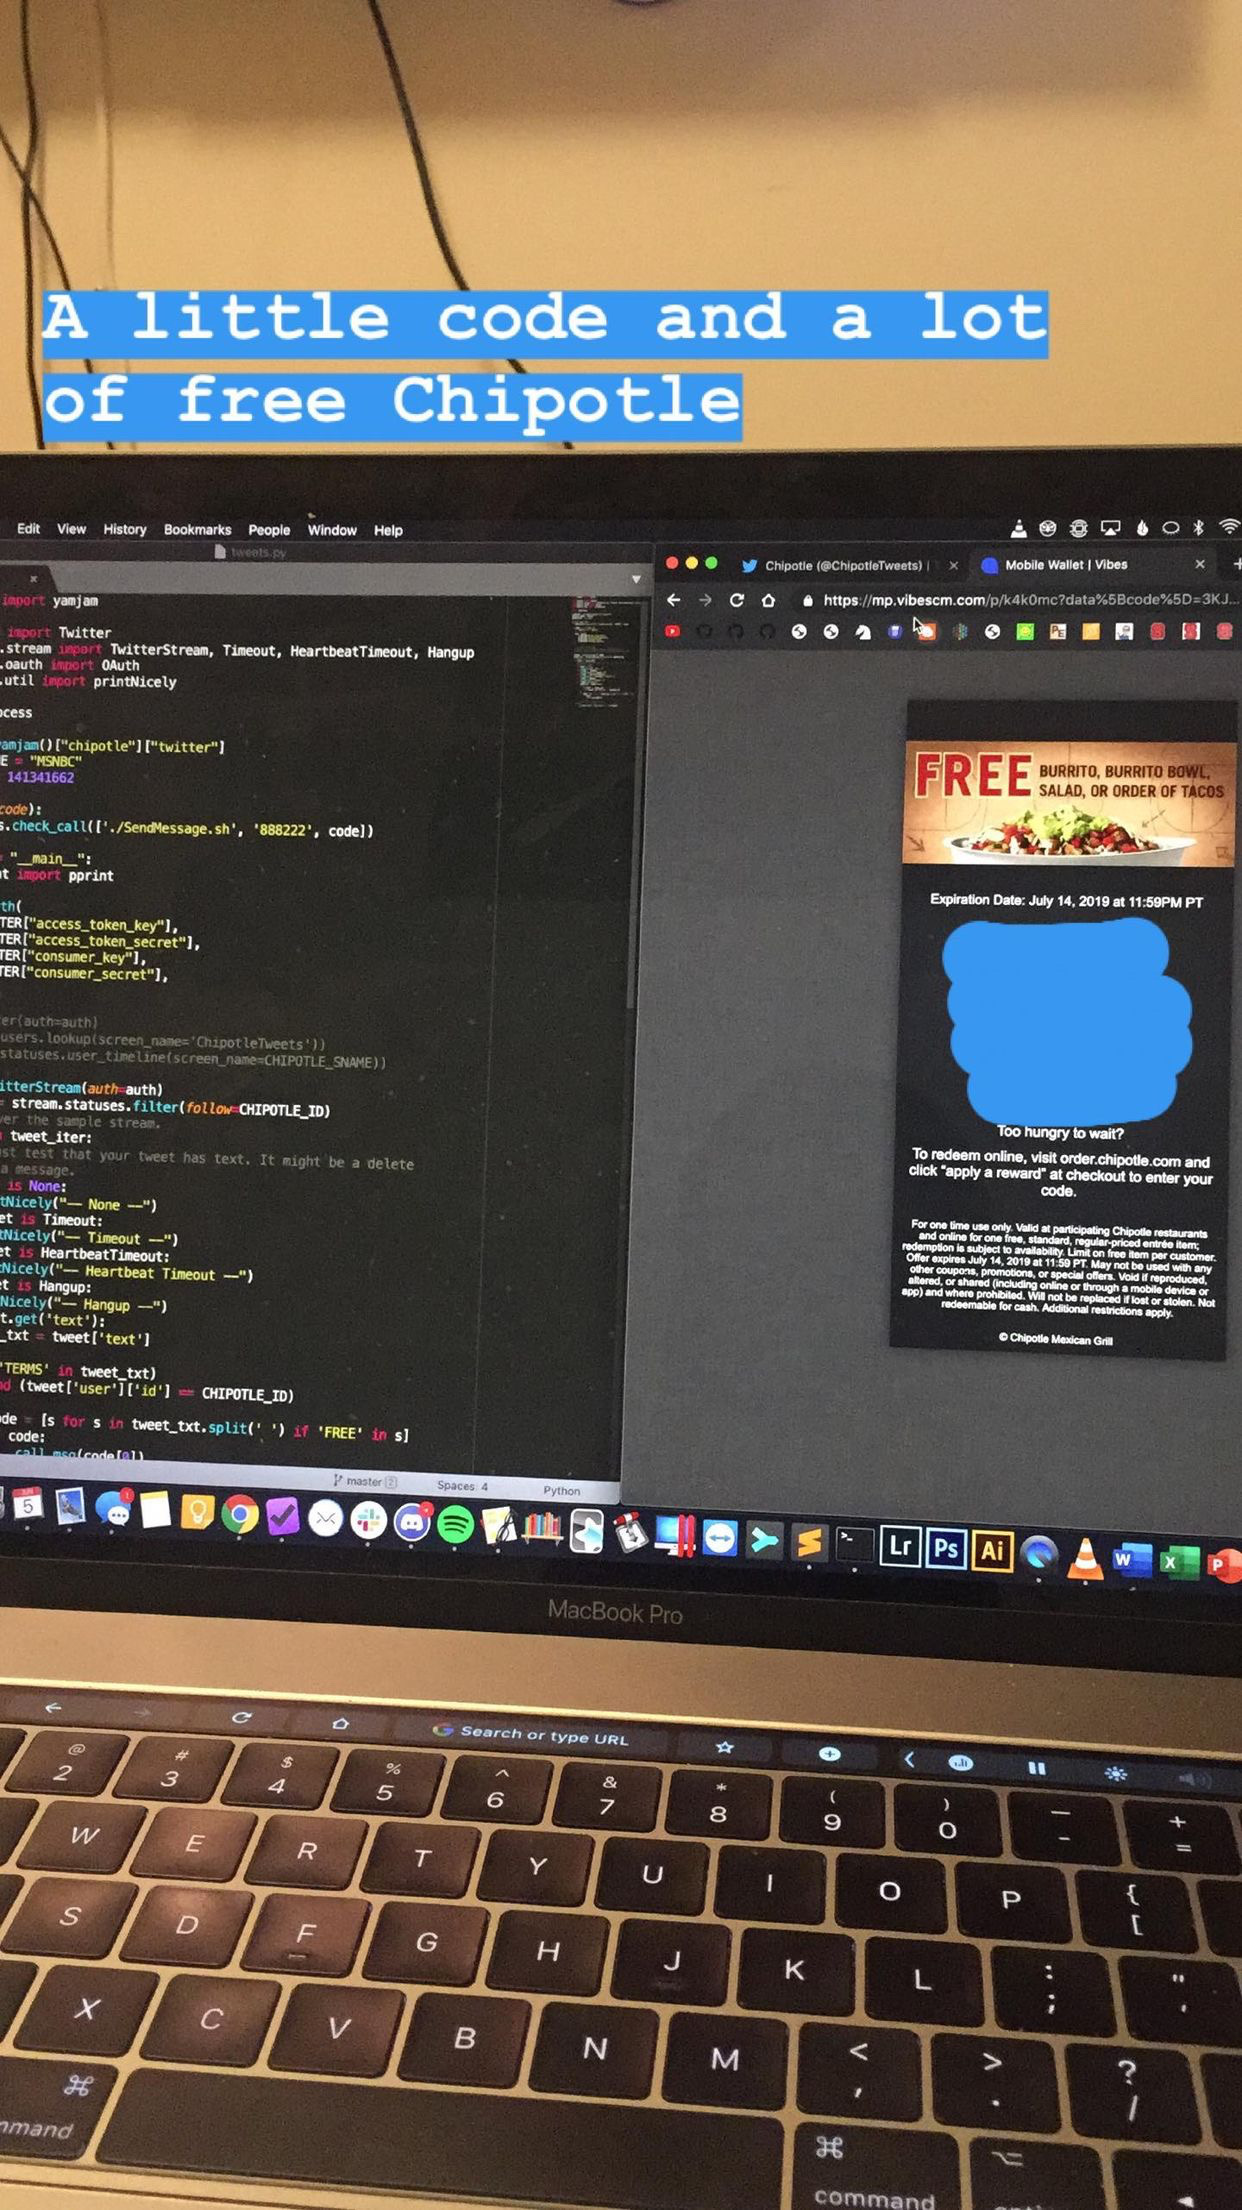 A little code and a lot
of free Chipotle
Edit View History Bookmarks People Window Help
tweets.py
import yamjam
import Twitter
.stream import TwitterStream, Timeout, HeartbeatTimeout, Hangup
.oauth import OAuth
.util import printNicely
ocess
yamjam()["chipotle"]["twitter"]
E = "MSNBC"
141341662
code):
s.check_call(['./SendMessage.sh', '888222', code])
"__main__":
nt import pprint
th(
TER["access_token_key"],
TER["access_token_secret"],
TER["consumer_key"],
TER["consumer_secret"],
er(auth=auth)
users.lookup(screen_name='ChipotleTweets'))
statuses.user_timeline(screen_name=CHIPOTLE_SNAME))
itterStream(auth=auth)
= stream.statuses.filter(follow=CHIPOTLE_ID)
ver the sample stream.
n tweet_iter:
st test that your tweet has text. It might be a delete
a message.
is None:
tNicely("-- None --")
et is Timeout:
tNicely("-- Timeout --")
et is HeartbeatTimeout:
tNicely("-- Heartbeat Timeout --")
et is Hangup:
Nicely("-- Hangup --")
t.get('text'):
_txt = tweet['text']
'TERMS' in tweet_txt)
nd (tweet['user']['id'] == CHIPOTLE_ID)
ode = [s for s in tweet_txt.split(' ') if 'FREE' in s]
code:
call_msg(code[0])
master 2 Spaces: 4 Python
Chipotle (@ChipotleTweets) |
Mobile Wallet | Vibes
https://mp.vibescm.com/p/k4k0mc?data%5Bcode%5D=3KJ...
FREE BURRITO, BURRITO BOWL,
SALAD, OR ORDER OF TACOS
Expiration Date: July 14, 2019 at 11:59PM PT
Too hungry to wait?
To redeem online, visit order.chipotle.com and
click "apply a reward" at checkout to enter your
code.
For one time use only. Valid at participating Chipotle restaurants
and online for one free, standard, regular-priced entrée item;
redemption is subject to availability. Limit on free item per customer.
Offer expires July 14, 2019 at 11:59 PT. May not be used with any
other coupons, promotions, or special offers. Void if reproduced,
altered, or shared (including online or through a mobile device or
app) and where prohibited. Will not be replaced if lost or stolen. Not
redeemable for cash. Additional restrictions apply.
© Chipotle Mexican Grill
JUN
5
Lr Ps Ai W X P
MacBook Pro
Search or type URL
@ # $ % ^ & * ( ) — +
2 3 4 5 6 7 8 9 0 - =
W E R T Y U I O P { [
S D F G H J K L : ; " '
X C V B N M < , > . ? /
⌘ ⌘ ⌥
mmand command